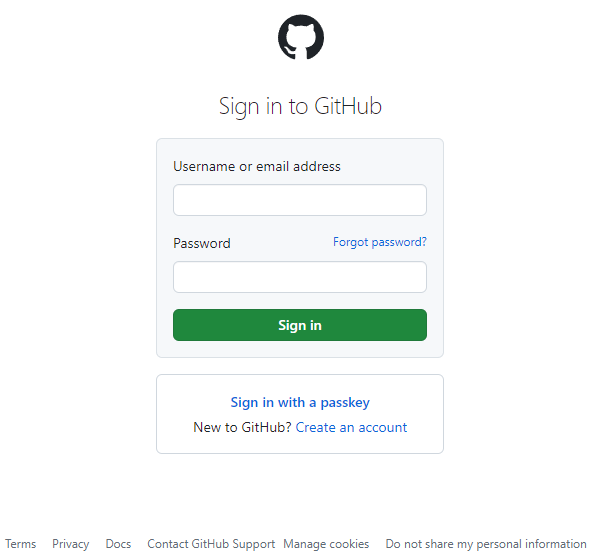 Sign in to GitHub
Username or email address
Password Forgot password?
Sign in
Sign in with a passkey
New to GitHub? Create an account
Terms Privacy Docs Contact GitHub Support Manage cookies Do not share my personal information